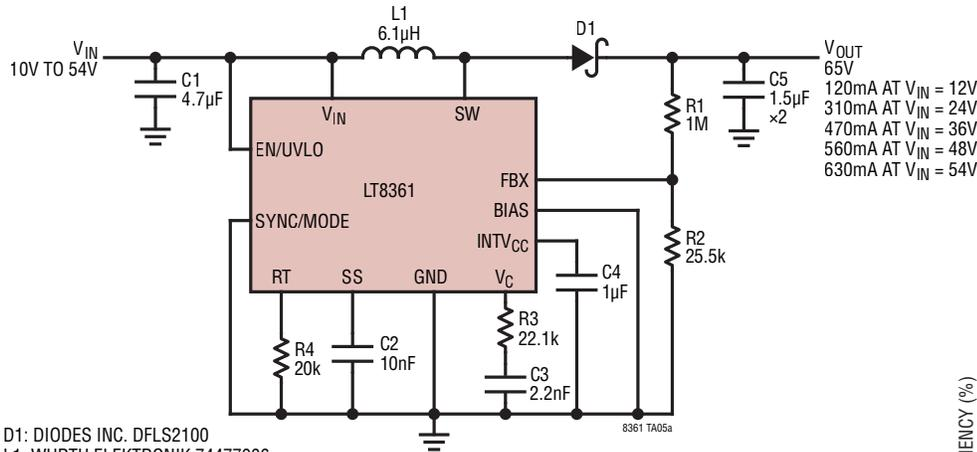 L1
6.1µH
D1
VIN
10V TO 54V
C1
4.7µF
VIN
SW
EN/UVLO
LT8361
FBX
BIAS
SYNC/MODE
INTVCC
RT
SS
GND
VC
R1
1M
C5
1.5µF
×2
VOUT
65V
120mA AT VIN = 12V
310mA AT VIN = 24V
470mA AT VIN = 36V
560mA AT VIN = 48V
630mA AT VIN = 54V
R2
25.5k
C4
1µF
R3
22.1k
R4
20k
C2
10nF
C3
2.2nF
8361 TA05a
D1: DIODES INC. DFLS2100
(%)